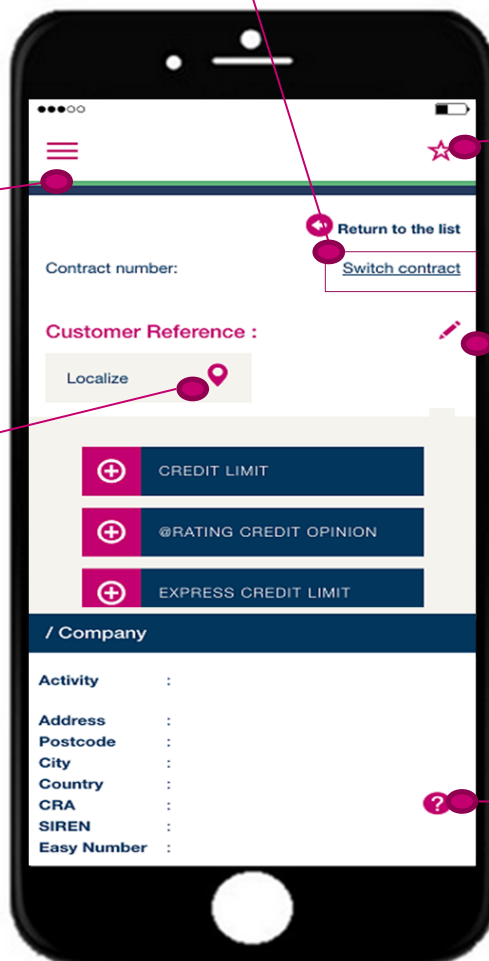 Return to the list
Contract number: Switch contract
Customer Reference :
Localize
CREDIT LIMIT
@RATING CREDIT OPINION
EXPRESS CREDIT LIMIT
/ Company
Activity :
Address :
Postcode :
City :
Country :
CRA :
?
SIREN :
Easy Number :